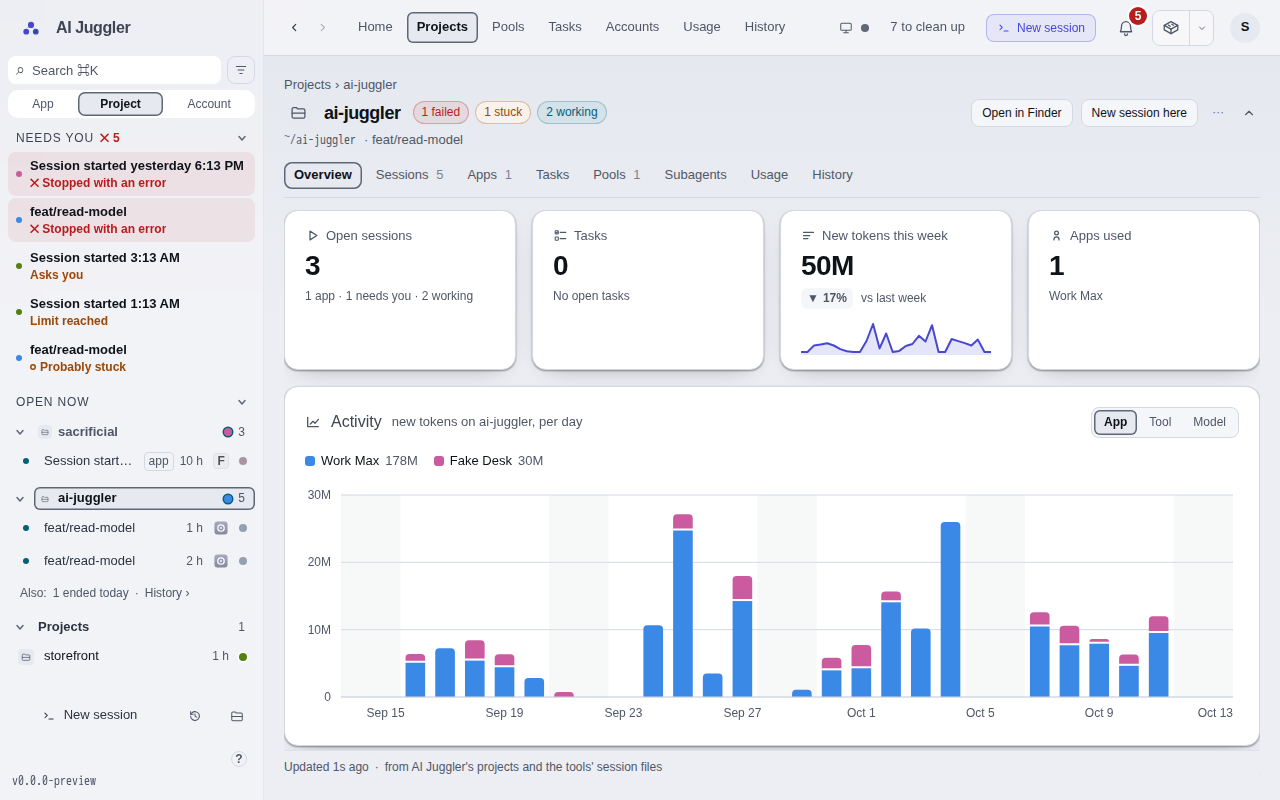 AI Juggler
Search ⌘K
App Project Account
NEEDS YOU 5
Session started yesterday 6:13 PM
Stopped with an error
feat/read-model
Stopped with an error
Session started 3:13 AM
Asks you
Session started 1:13 AM
Limit reached
feat/read-model
Probably stuck
OPEN NOW
sacrificial 3
Session start… app 10 h F
ai-juggler 5
feat/read-model 1 h
feat/read-model 2 h
Also: 1 ended today · History ›
Projects 1
storefront 1 h
New session
?
v0.0.0-preview
Home Projects Pools Tasks Accounts Usage History
7 to clean up
New session
5
S
Projects › ai-juggler
ai-juggler 1 failed 1 stuck 2 working
Open in Finder New session here ···
~/ai-juggler · feat/read-model
Overview Sessions 5 Apps 1 Tasks Pools 1 Subagents Usage History
Open sessions
3
1 app · 1 needs you · 2 working
Tasks
0
No open tasks
New tokens this week
50M
▼ 17% vs last week
Apps used
1
Work Max
Activity new tokens on ai-juggler, per day
App Tool Model
Work Max 178M Fake Desk 30M
30M
20M
10M
0
Sep 15 Sep 19 Sep 23 Sep 27 Oct 1 Oct 5 Oct 9 Oct 13
Updated 1s ago · from AI Juggler's projects and the tools' session files